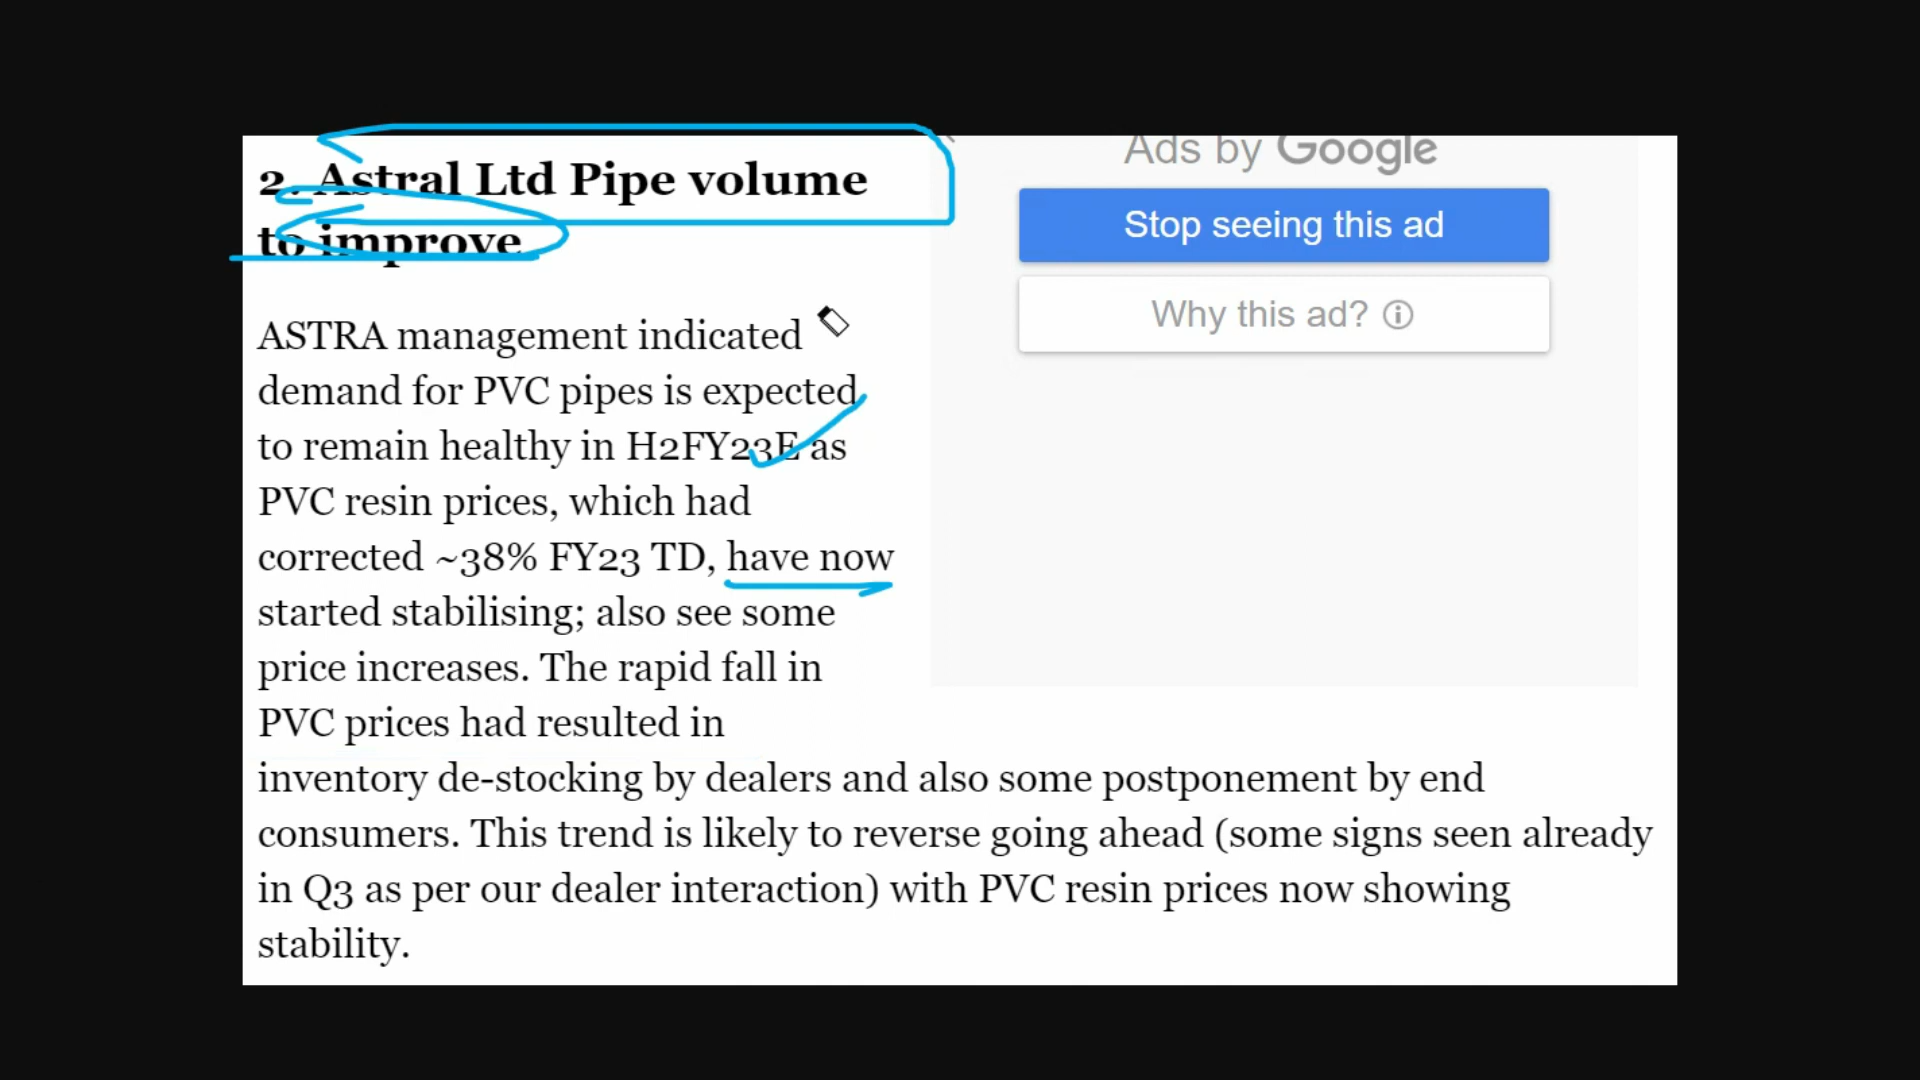 2. Astral Ltd Pipe volume
to improve
ASTRA management indicated
demand for PVC pipes is expected
to remain healthy in H2FY23E as
PVC resin prices, which had
corrected ~38% FY23 TD, have now
started stabilising; also see some
price increases. The rapid fall in
PVC prices had resulted in
inventory de-stocking by dealers and also some postponement by end
consumers. This trend is likely to reverse going ahead (some signs seen already
in Q3 as per our dealer interaction) with PVC resin prices now showing
stability.
Ads by Google
Stop seeing this ad
Why this ad?